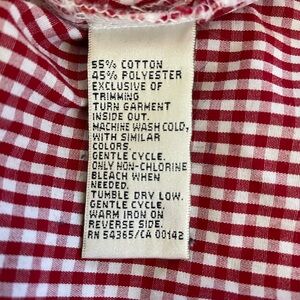 55% COTTON
45% POLYESTER
EXCLUSIVE OF
TRIMMING
TURN GARMENT
INSIDE OUT.
MACHINE WASH COLD,
WITH SIMILAR
COLORS.
GENTLE CYCLE.
ONLY NON-CHLORINE
BLEACH WHEN
NEEDED.
TUMBLE DRY LOW.
GENTLE CYCLE.
WARM IRON ON
REVERSE SIDE.
RN 54365/CA 00142